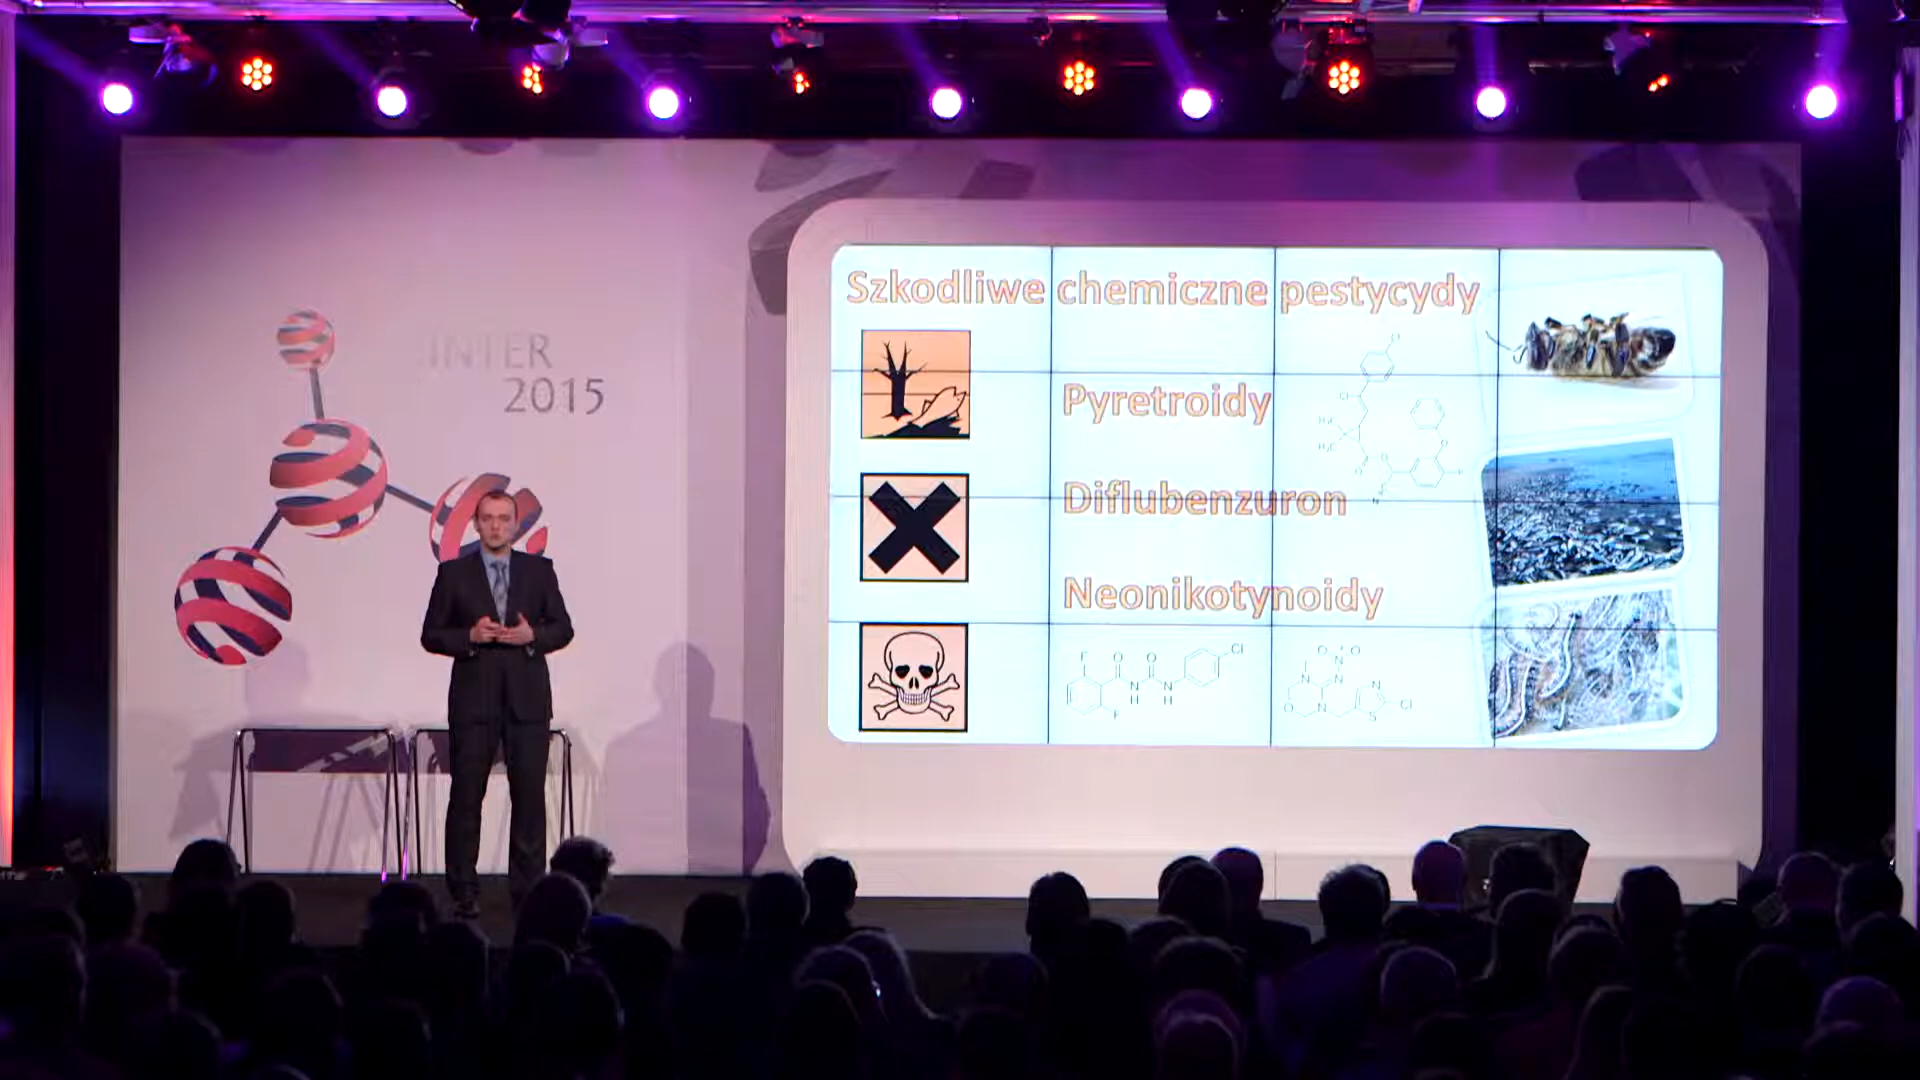 INTER
2015
Szkodliwe chemiczne pestycydy
Pyretroidy
Diflubenzuron
Neonikotynoidy